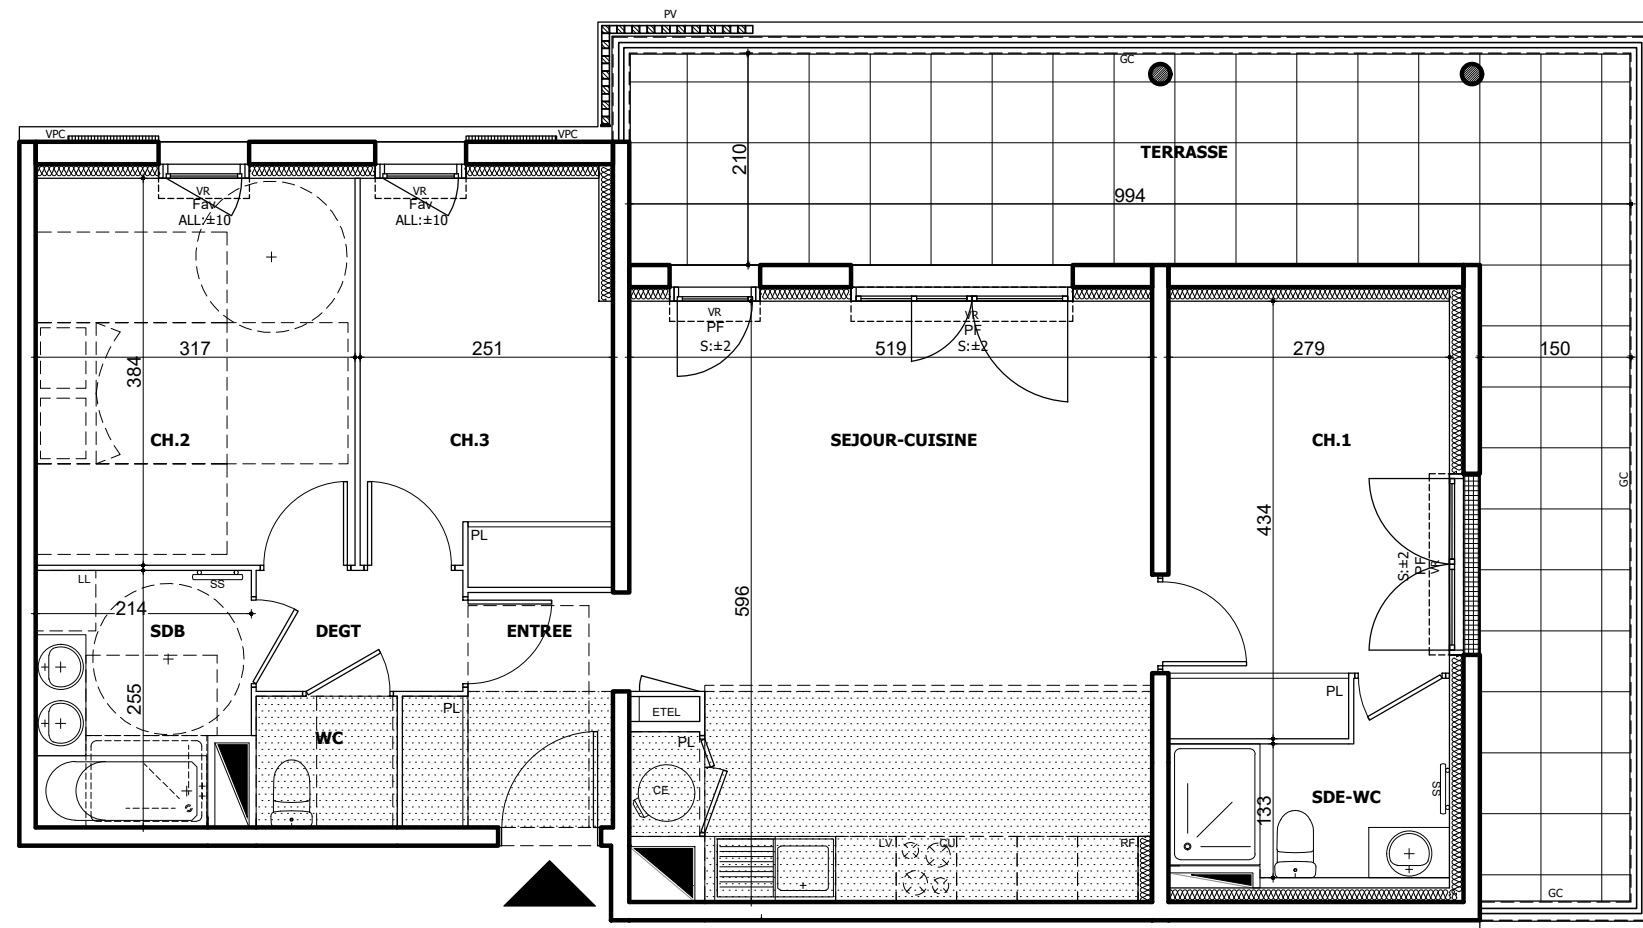 PV
GC
VPC
VPC
TERRASSE
210
994
VR
Fav
ALL:±10
VR
Fav
ALL:±10
VR
PF
S:±2
VR
PF
S:±2
317
251
519
279
150
384
CH.2
CH.3
SEJOUR-CUISINE
CH.1
GC
434
S:±2
PF
VR
PL
LL
SS
214
596
SDB
DEGT
ENTREE
255
PL
ETEL
PL
PL
WC
CE
SS
SDE-WC
133
LV
CU
RF
GC